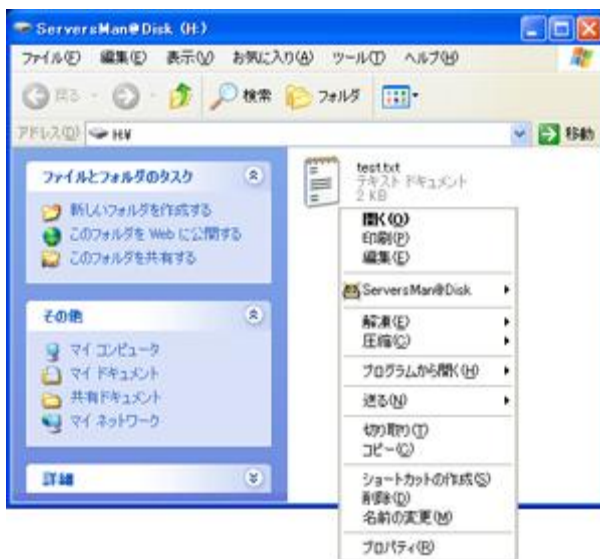 ServersMan@Disk (H:)
ファイル(F) 編集(E) 表示(V) お気に入り(A) ツール(T) ヘルプ(H)
戻る 検索 フォルダ
アドレス(D) H:¥ 移動
ファイルとフォルダのタスク
新しいフォルダを作成する
このフォルダを Web に公開する
このフォルダを共有する
その他
マイ コンピュータ
マイ ドキュメント
共有ドキュメント
マイ ネットワーク
詳細
test.txt
テキスト ドキュメント
2 KB
開く(O)
印刷(P)
編集(E)
ServersMan@Disk
解凍(E)
圧縮(C)
プログラムから開く(H)
送る(N)
切り取り(T)
コピー(C)
ショートカットの作成(S)
削除(D)
名前の変更(M)
プロパティ(R)